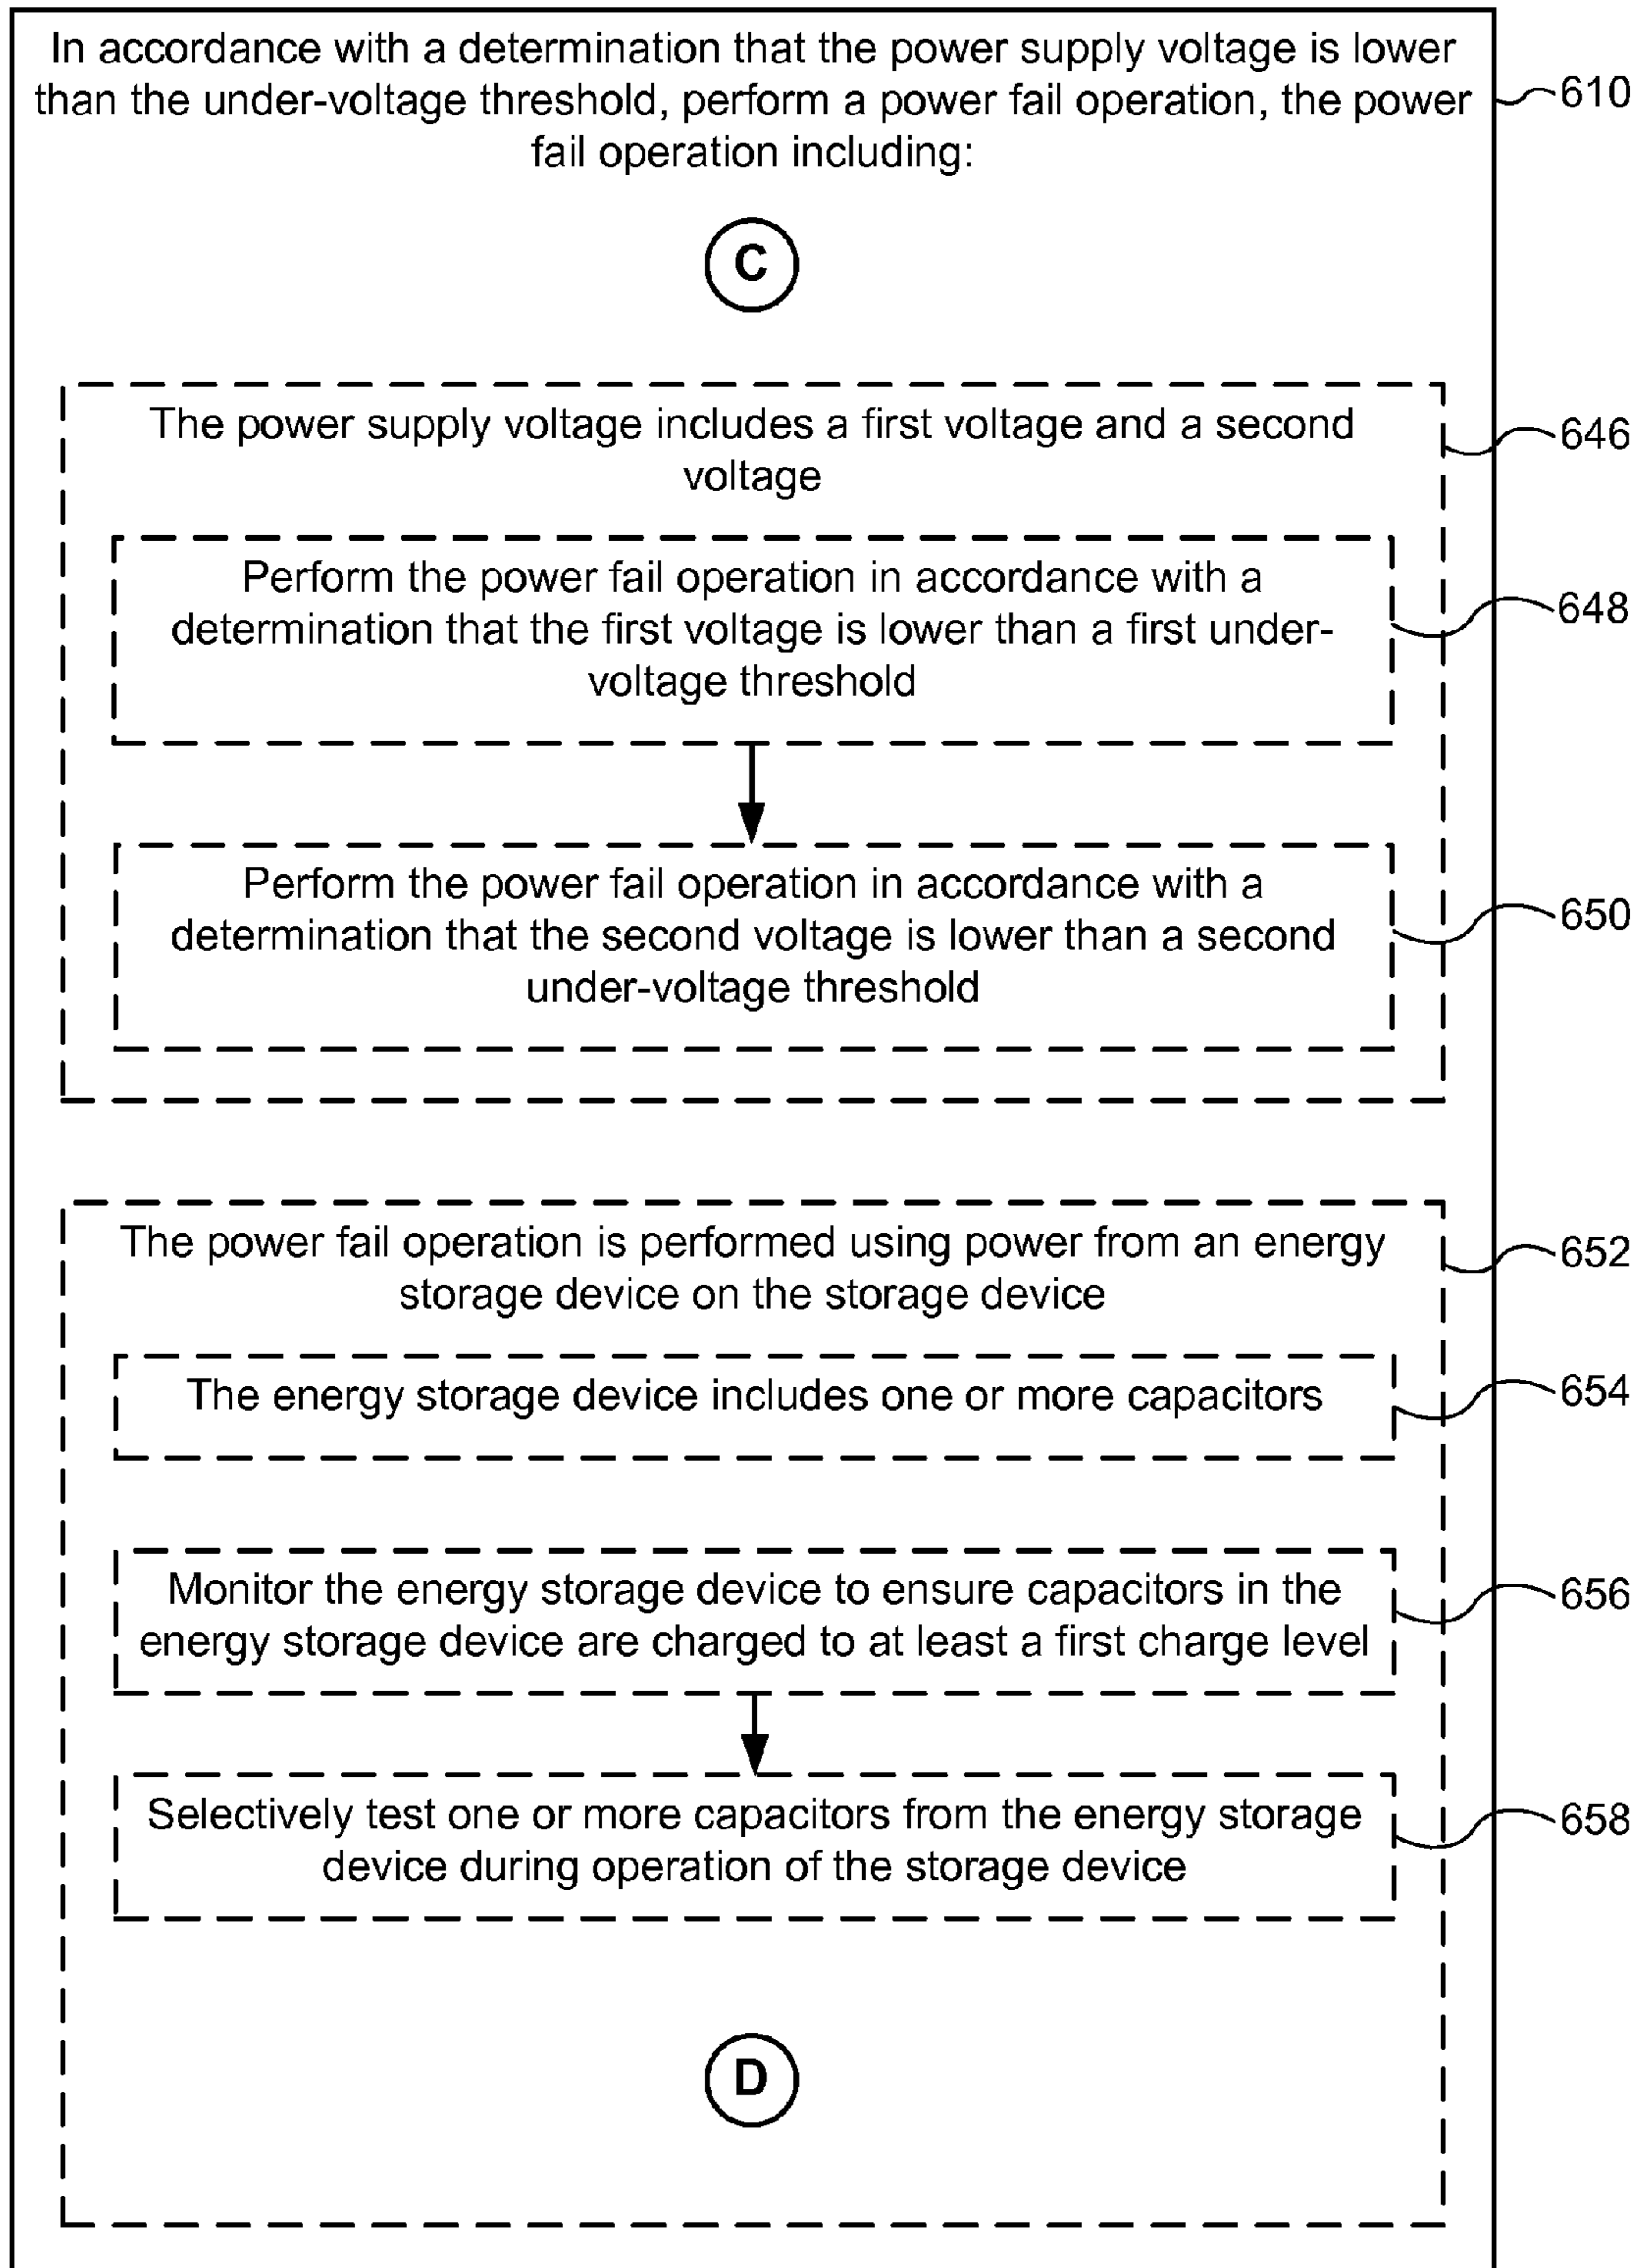 In accordance with a determination that the power supply voltage is lower
than the under-voltage threshold, perform a power fail operation, the power
fail operation including:
610
C
The power supply voltage includes a first voltage and a second
voltage
646
Perform the power fail operation in accordance with a
determination that the first voltage is lower than a first under-
voltage threshold
648
Perform the power fail operation in accordance with a
determination that the second voltage is lower than a second
under-voltage threshold
650
The power fail operation is performed using power from an energy
storage device on the storage device
652
The energy storage device includes one or more capacitors
654
Monitor the energy storage device to ensure capacitors in the
energy storage device are charged to at least a first charge level
656
Selectively test one or more capacitors from the energy storage
device during operation of the storage device
658
D